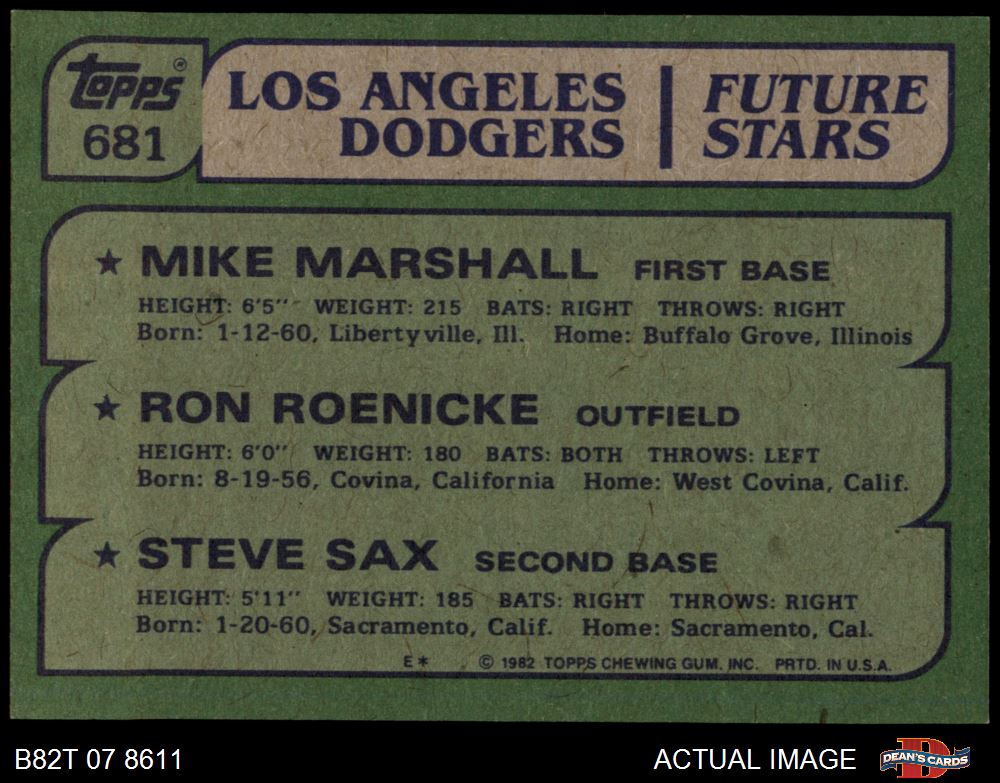 Topps®
681
LOS ANGELES DODGERS | FUTURE STARS
★ MIKE MARSHALL FIRST BASE
HEIGHT: 6'5" WEIGHT: 215 BATS: RIGHT THROWS: RIGHT
Born: 1-12-60, Libertyville, Ill. Home: Buffalo Grove, Illinois
★ RON ROENICKE OUTFIELD
HEIGHT: 6'0" WEIGHT: 180 BATS: BOTH THROWS: LEFT
Born: 8-19-56, Covina, California Home: West Covina, Calif.
★ STEVE SAX SECOND BASE
HEIGHT: 5'11" WEIGHT: 185 BATS: RIGHT THROWS: RIGHT
Born: 1-20-60, Sacramento, Calif. Home: Sacramento, Cal.
E* © 1982 TOPPS CHEWING GUM, INC. PRTD. IN U.S.A.
B82T 07 8611 ACTUAL IMAGE DEAN'S CARDS